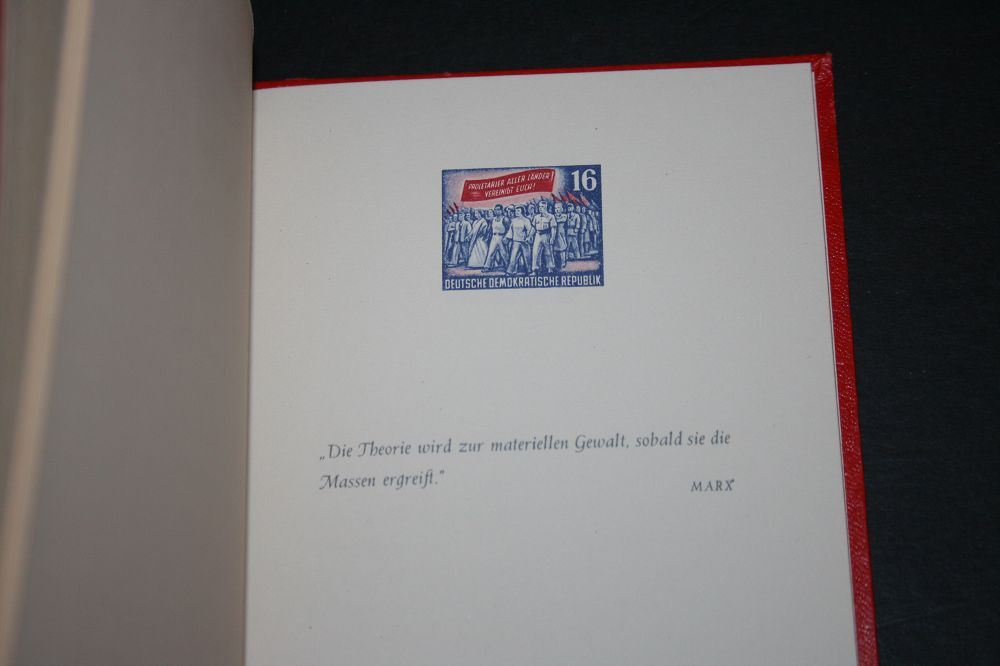 PROLETARIER ALLER LÄNDER
VEREINIGT EUCH!
16
DEUTSCHE DEMOKRATISCHE REPUBLIK
„Die Theorie wird zur materiellen Gewalt, sobald sie die
Massen ergreift.“
MARX